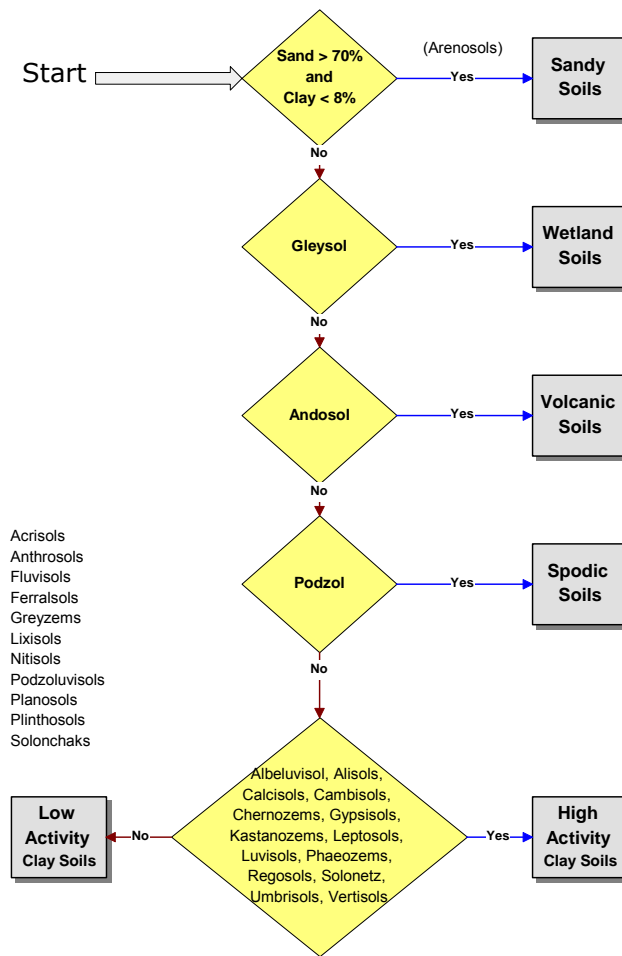 Start
Sand > 70%
and
Clay < 8%
(Arenosols)
Yes
Sandy
Soils
No
Gleysol
Yes
Wetland
Soils
No
Andosol
Yes
Volcanic
Soils
No
Podzol
Yes
Spodic
Soils
No
Acrisols
Anthrosols
Fluvisols
Ferralsols
Greyzems
Lixisols
Nitisols
Podzoluvisols
Planosols
Plinthosols
Solonchaks
Low
Activity
Clay Soils
No
Albeluvisol, Alisols,
Calcisols, Cambisols,
Chernozems, Gypsisols,
Kastanozems, Leptosols,
Luvisols, Phaeozems,
Regosols, Solonetz,
Umbrisols, Vertisols
Yes
High
Activity
Clay Soils